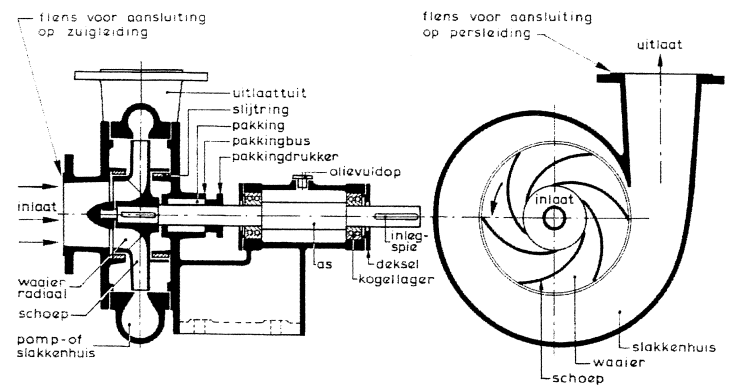 flens voor aansluiting
op zuigleiding
uitlaattuit
slijtring
pakking
pakkingbus
pakkingdrukker
olievuldop
inlaat
inleg-
spie
as
deksel
kogellager
waaier
radiaal
schoep
pomp-of
slakkenhuis
flens voor aansluiting
op persleiding
uitlaat
inlaat
slakkenhuis
waaier
schoep